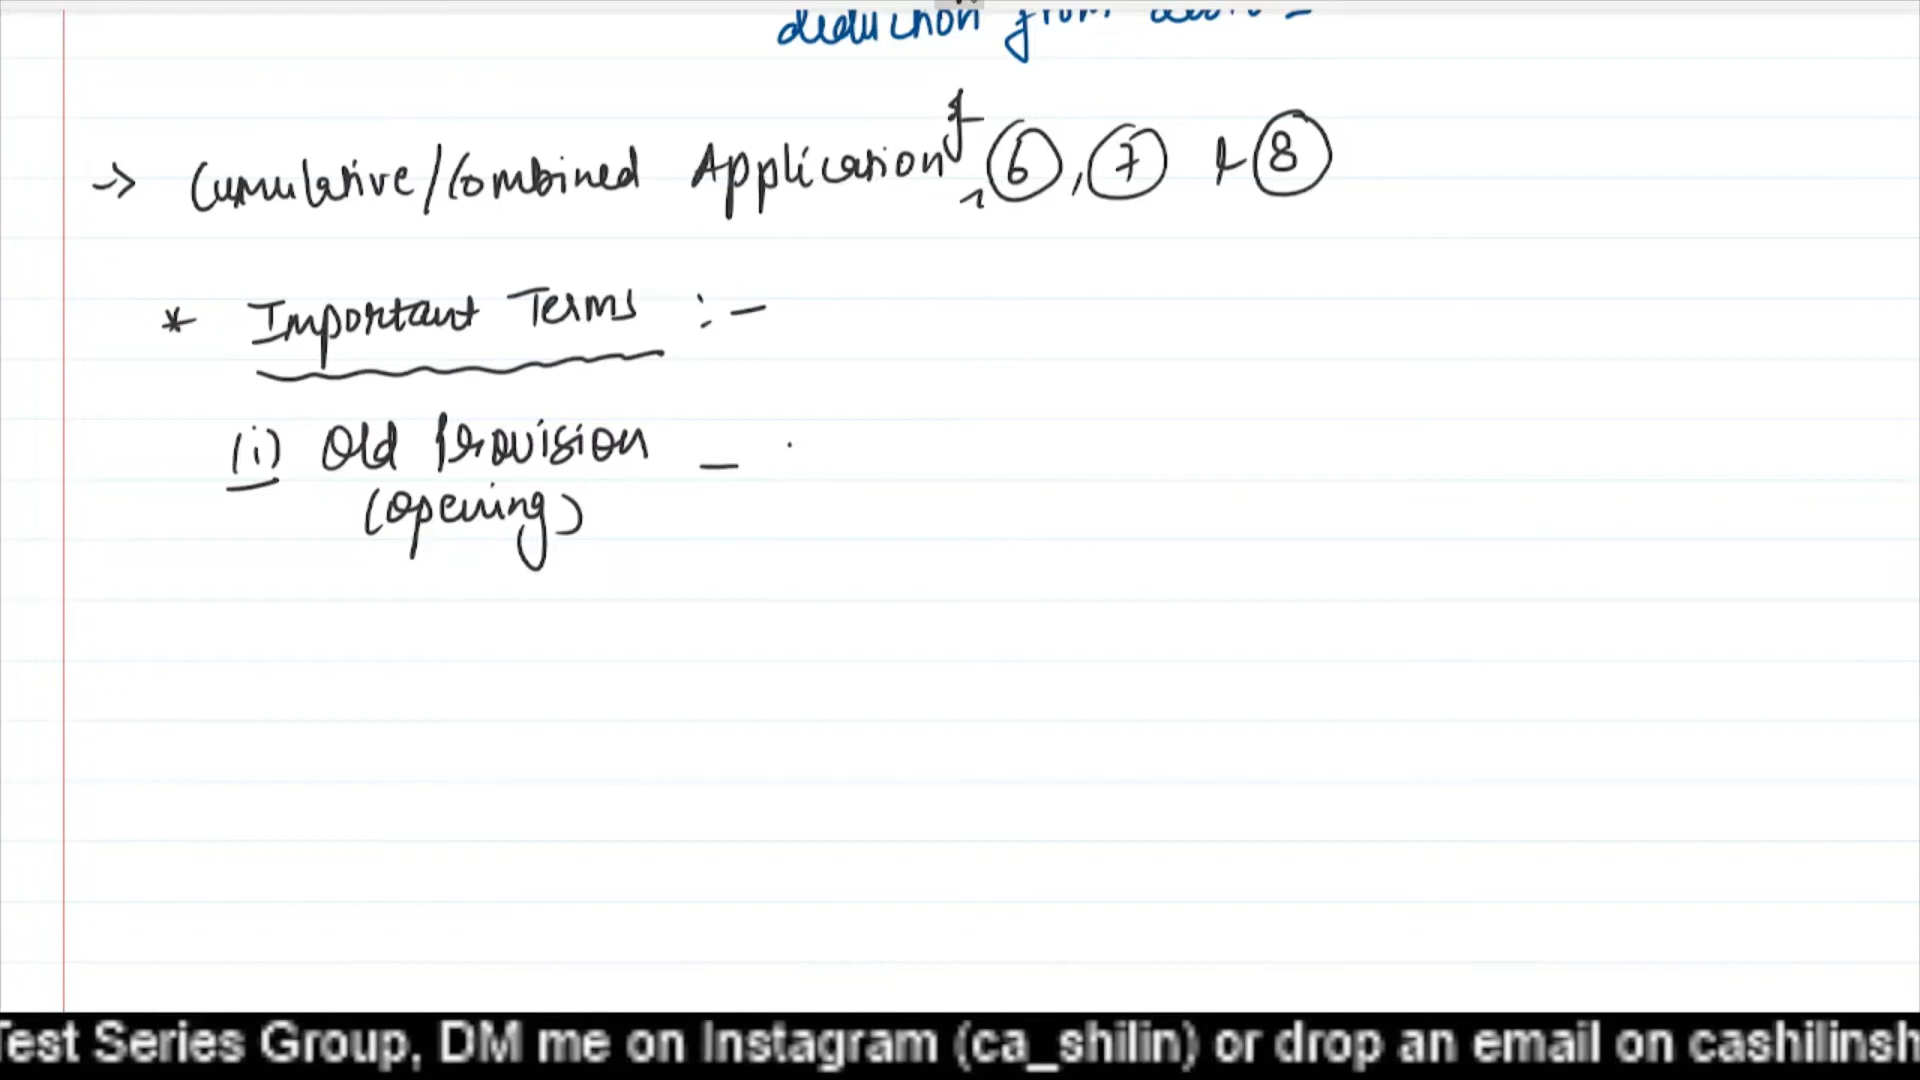 deduction from
→ Cumulative/Combined Application of 6, 7 & 8
* Important Terms :-
(i) Old Provision -
(opening)
Test Series Group, DM me on Instagram (ca_shilin) or drop an email on cashilinsh